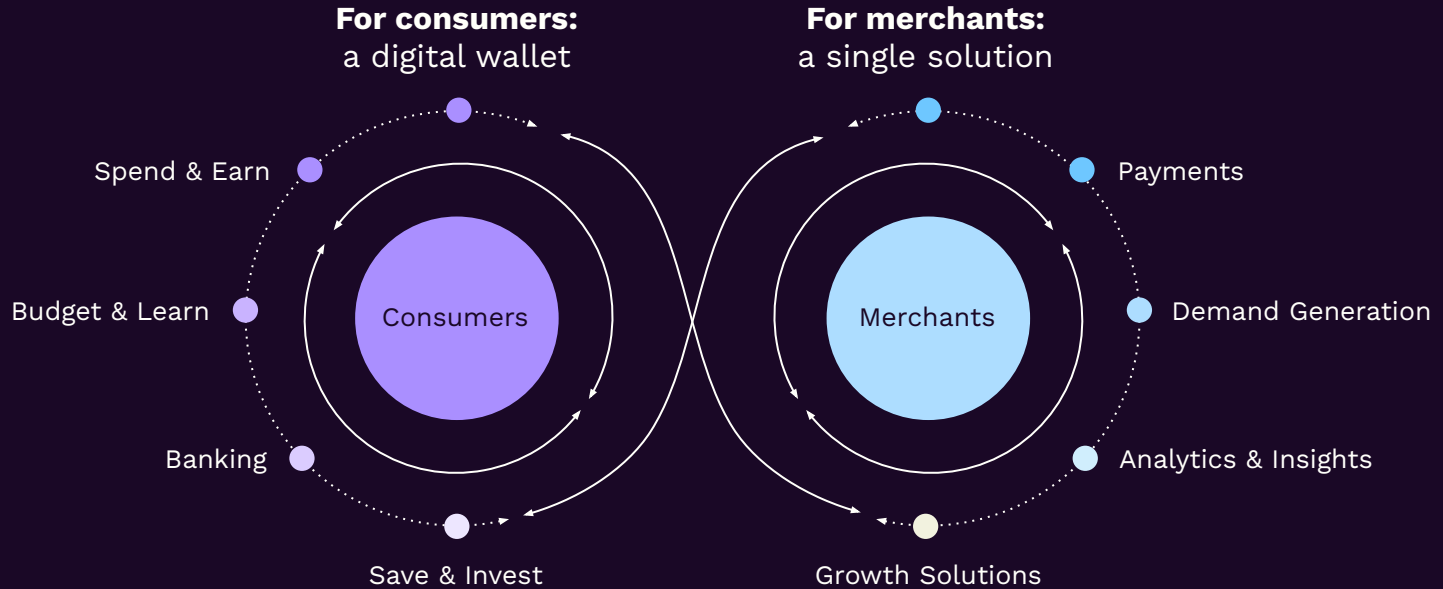 For consumers:
a digital wallet
Spend & Earn
Budget & Learn
Consumers
Banking
Save & Invest
For merchants:
a single solution
Payments
Demand Generation
Merchants
Analytics & Insights
Growth Solutions